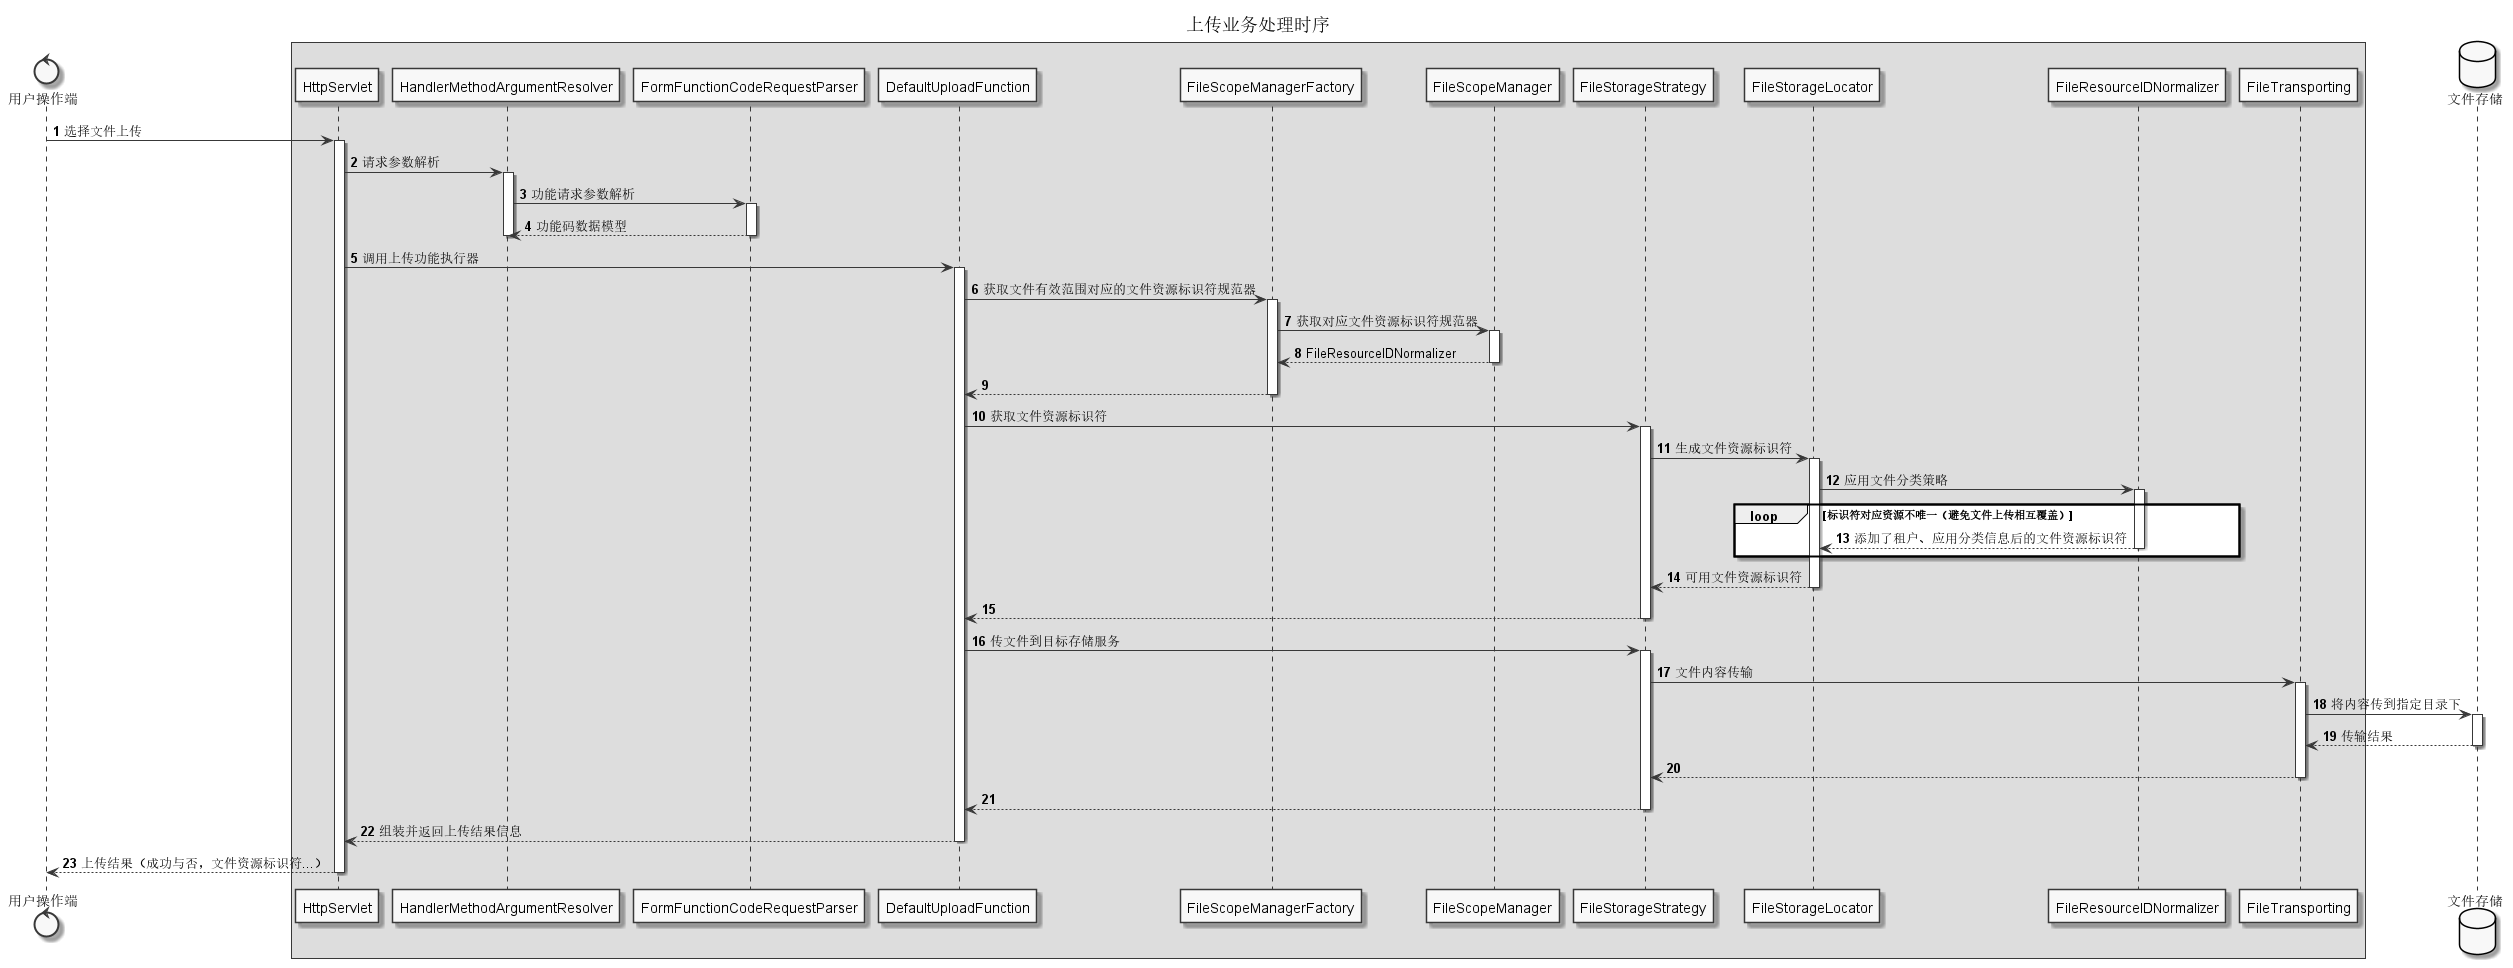 上传业务处理时序
用户操作端
HttpServlet
HandlerMethodArgumentResolver
FormFunctionCodeRequestParser
DefaultUploadFunction
FileScopeManagerFactory
FileScopeManager
FileStorageStrategy
FileStorageLocator
FileResourceIDNormalizer
FileTransporting
文件存储
1 选择文件上传
2 请求参数解析
3 功能请求参数解析
4 功能码数据模型
5 调用上传功能执行器
6 获取文件有效范围对应的文件资源标识符规范器
7 获取对应文件资源标识符规范器
8 FileResourceIDNormalizer
9
10 获取文件资源标识符
11 生成文件资源标识符
12 应用文件分类策略
loop [标识符对应资源不唯一（避免文件上传相互覆盖）]
13 添加了租户、应用分类信息后的文件资源标识符
14 可用文件资源标识符
15
16 传文件到目标存储服务
17 文件内容传输
18 将内容传到指定目录下
19 传输结果
20
21
22 组装并返回上传结果信息
23 上传结果（成功与否，文件资源标识符...）
用户操作端
HttpServlet
HandlerMethodArgumentResolver
FormFunctionCodeRequestParser
DefaultUploadFunction
FileScopeManagerFactory
FileScopeManager
FileStorageStrategy
FileStorageLocator
FileResourceIDNormalizer
FileTransporting
文件存储